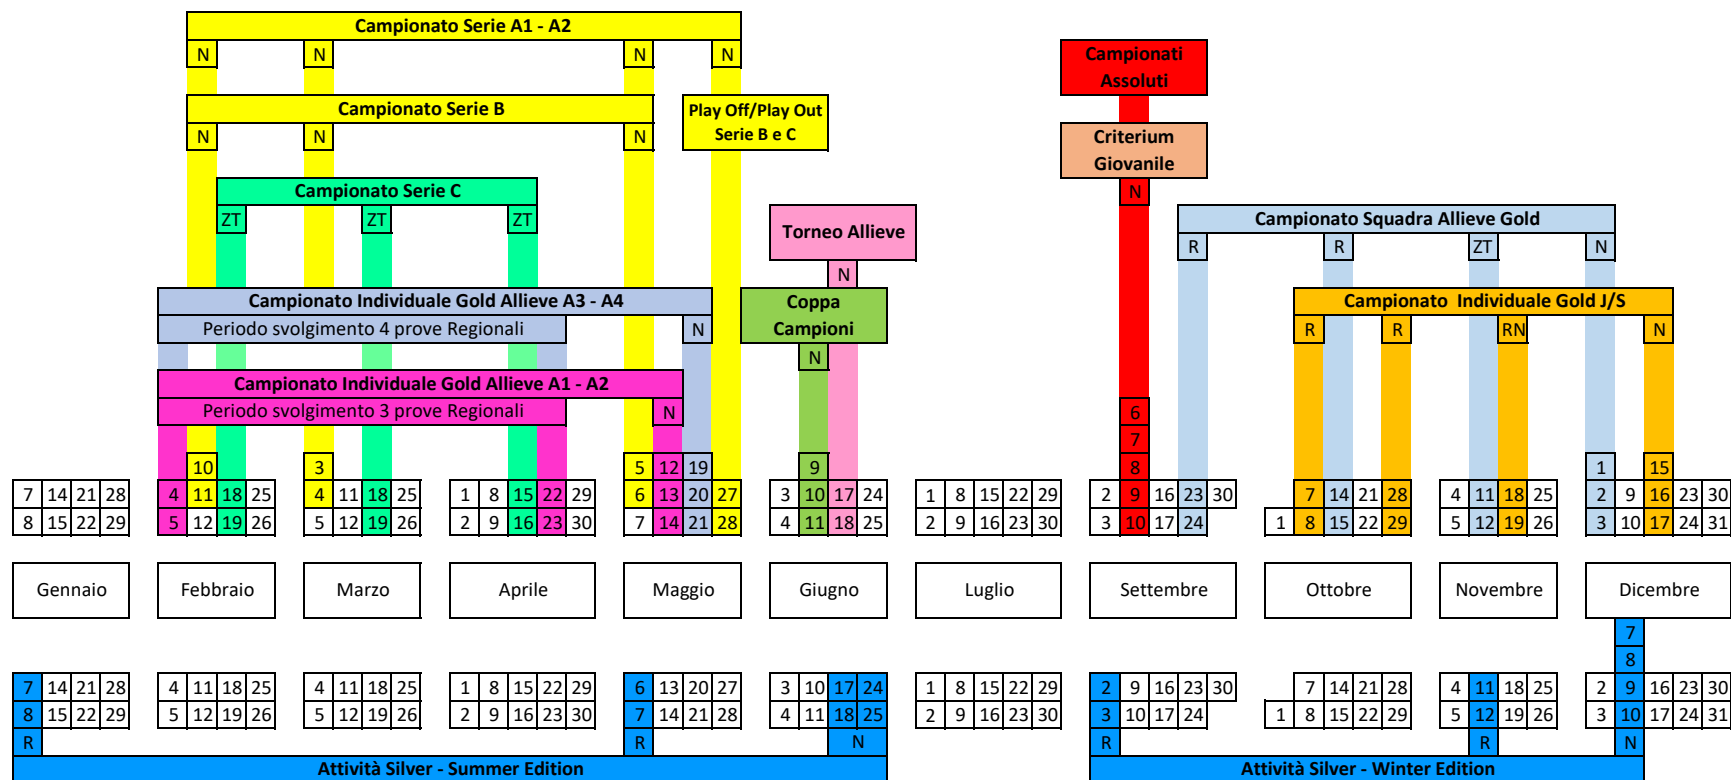 Campionato Serie A1 - A2
N N N N
Campionati
Assoluti
Campionato Serie B
Play Off/Play Out
Serie B e C
N N N
Criterium
Giovanile
N
Campionato Serie C
ZT ZT ZT
Torneo Allieve
N
Campionato Squadra Allieve Gold
R R ZT N
Campionato Individuale Gold Allieve A3 - A4
Periodo svolgimento 4 prove Regionali N
Coppa
Campioni
N
Campionato Individuale Gold J/S
R R RN N
Campionato Individuale Gold Allieve A1 - A2
Periodo svolgimento 3 prove Regionali N
6
7
10 3 5 12 19 9 8 1 15
7 14 21 28 4 11 18 25 4 11 18 25 1 8 15 22 29 6 13 20 27 3 10 17 24 1 8 15 22 29 2 9 16 23 30 7 14 21 28 4 11 18 25 2 9 16 23 30
8 15 22 29 5 12 19 26 5 12 19 26 2 9 16 23 30 7 14 21 28 4 11 18 25 2 9 16 23 30 3 10 17 24 1 8 15 22 29 5 12 19 26 3 10 17 24 31
Gennaio Febbraio Marzo Aprile Maggio Giugno Luglio Settembre Ottobre Novembre Dicembre
7
8
7 14 21 28 4 11 18 25 4 11 18 25 1 8 15 22 29 6 13 20 27 3 10 17 24 1 8 15 22 29 2 9 16 23 30 7 14 21 28 4 11 18 25 2 9 16 23 30
8 15 22 29 5 12 19 26 5 12 19 26 2 9 16 23 30 7 14 21 28 4 11 18 25 2 9 16 23 30 3 10 17 24 1 8 15 22 29 5 12 19 26 3 10 17 24 31
R R N R R N
Attività Silver - Summer Edition
Attività Silver - Winter Edition